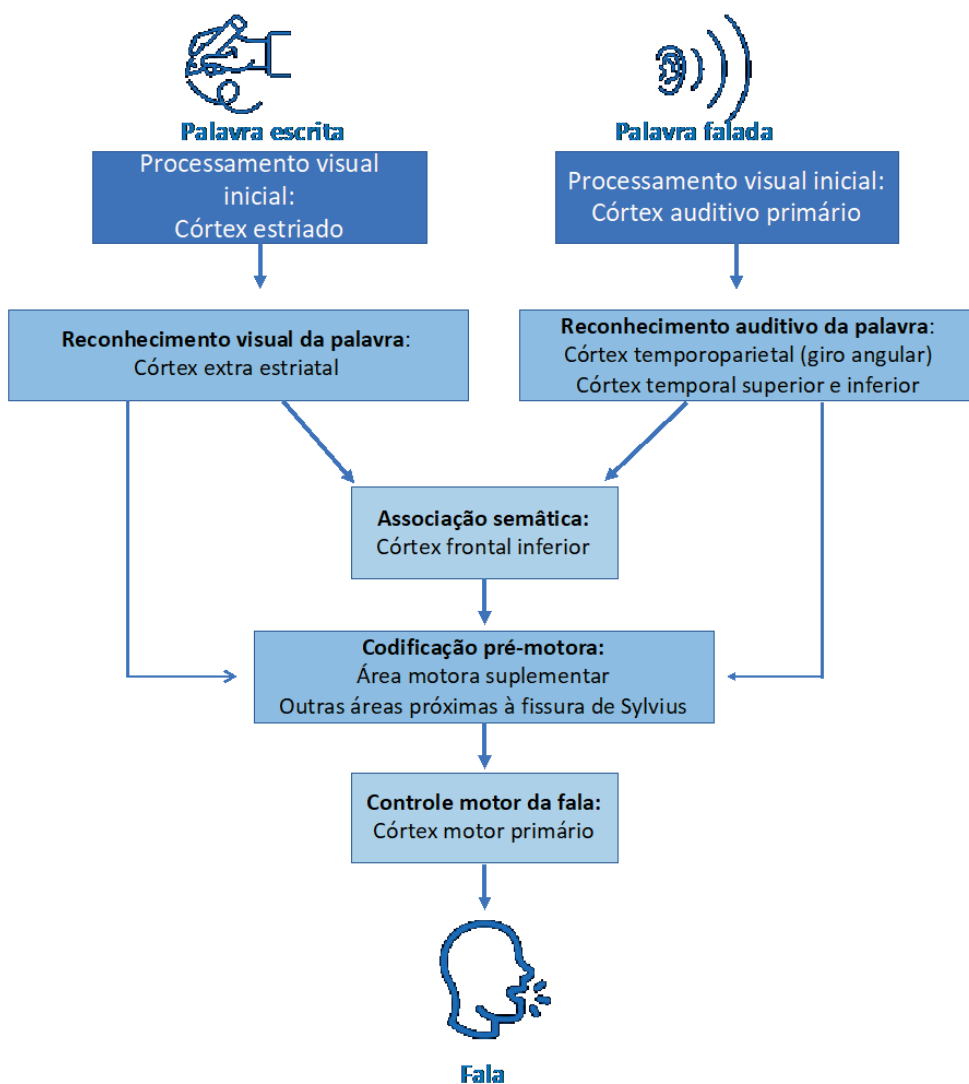 Palavra escrita
Processamento visual
inicial:
Córtex estriado
Palavra falada
Processamento visual inicial:
Córtex auditivo primário
Reconhecimento visual da palavra:
Córtex extra estriatal
Reconhecimento auditivo da palavra:
Córtex temporoparietal (giro angular)
Córtex temporal superior e inferior
Associação semâtica:
Córtex frontal inferior
Codificação pré-motora:
Área motora suplementar
Outras áreas próximas à fissura de Sylvius
Controle motor da fala:
Córtex motor primário
Fala